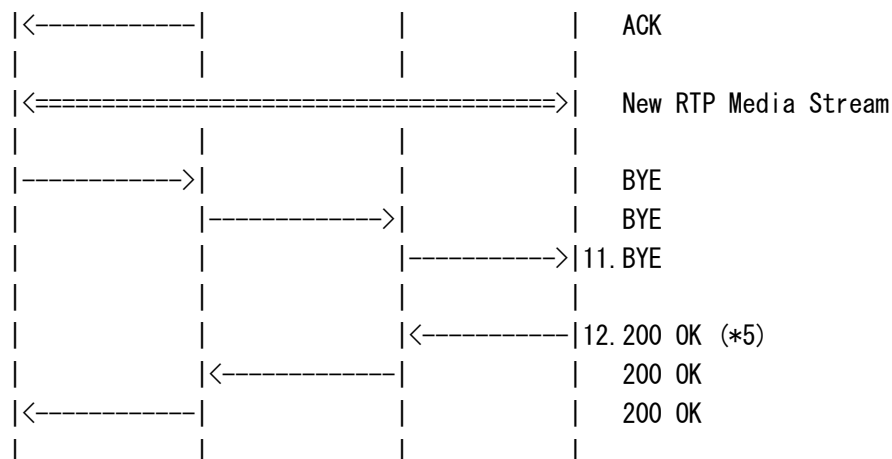 |<------------|            |            |   ACK
|             |            |            |
|<=====================================>|   New RTP Media Stream
|             |            |            |
|------------>|            |            |   BYE
|             |----------->|            |   BYE
|             |            |----------->|11.BYE
|             |            |            |
|             |            |<-----------|12.200 OK (*5)
|             |<-----------|            |   200 OK
|<------------|            |            |   200 OK
|             |            |            |